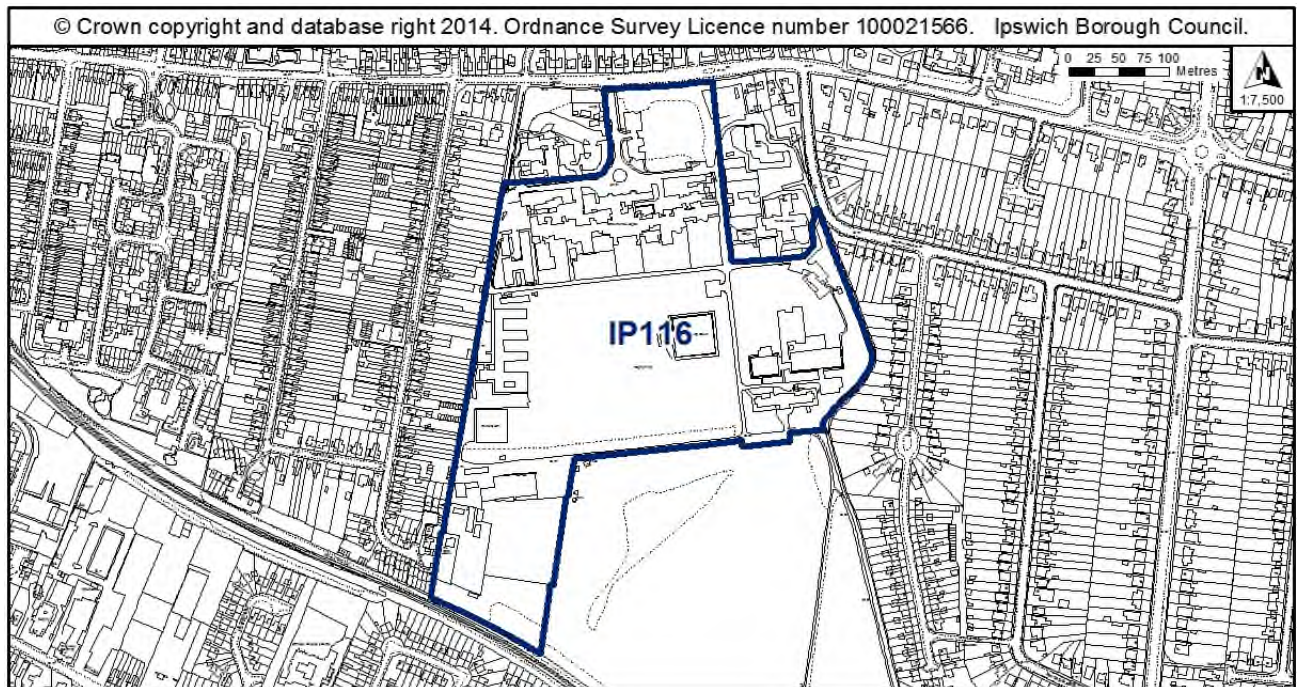 © Crown copyright and database right 2014. Ordnance Survey Licence number 100021566. Ipswich Borough Council.
0 25 50 75 100
Metres
N
1:7,500
IP116